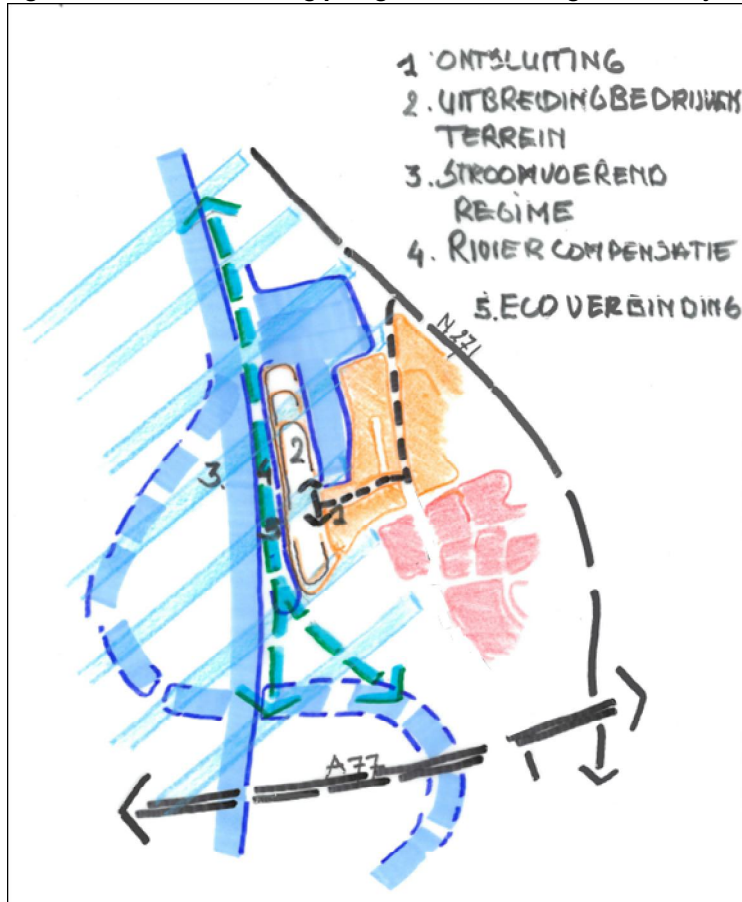 1 ONTSLUITING
2. UITBREIDING BEDRIJVEN
TERREIN
3. STROOMVOEREND
REGIME
4. RIVIER COMPENSATIE
5. ECO VERBINDING
N271
2
3.
4
1
5
A77